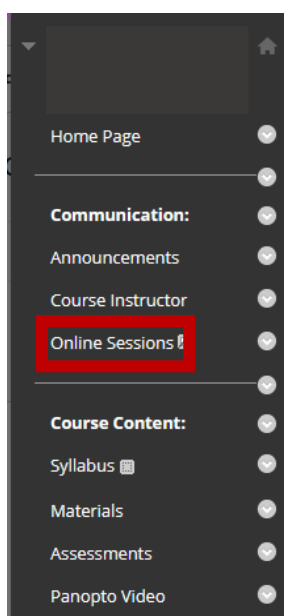 Home Page
Communication:
Announcements
Course Instructor
Online Sessions
Course Content:
Syllabus
Materials
Assessments
Panopto Video